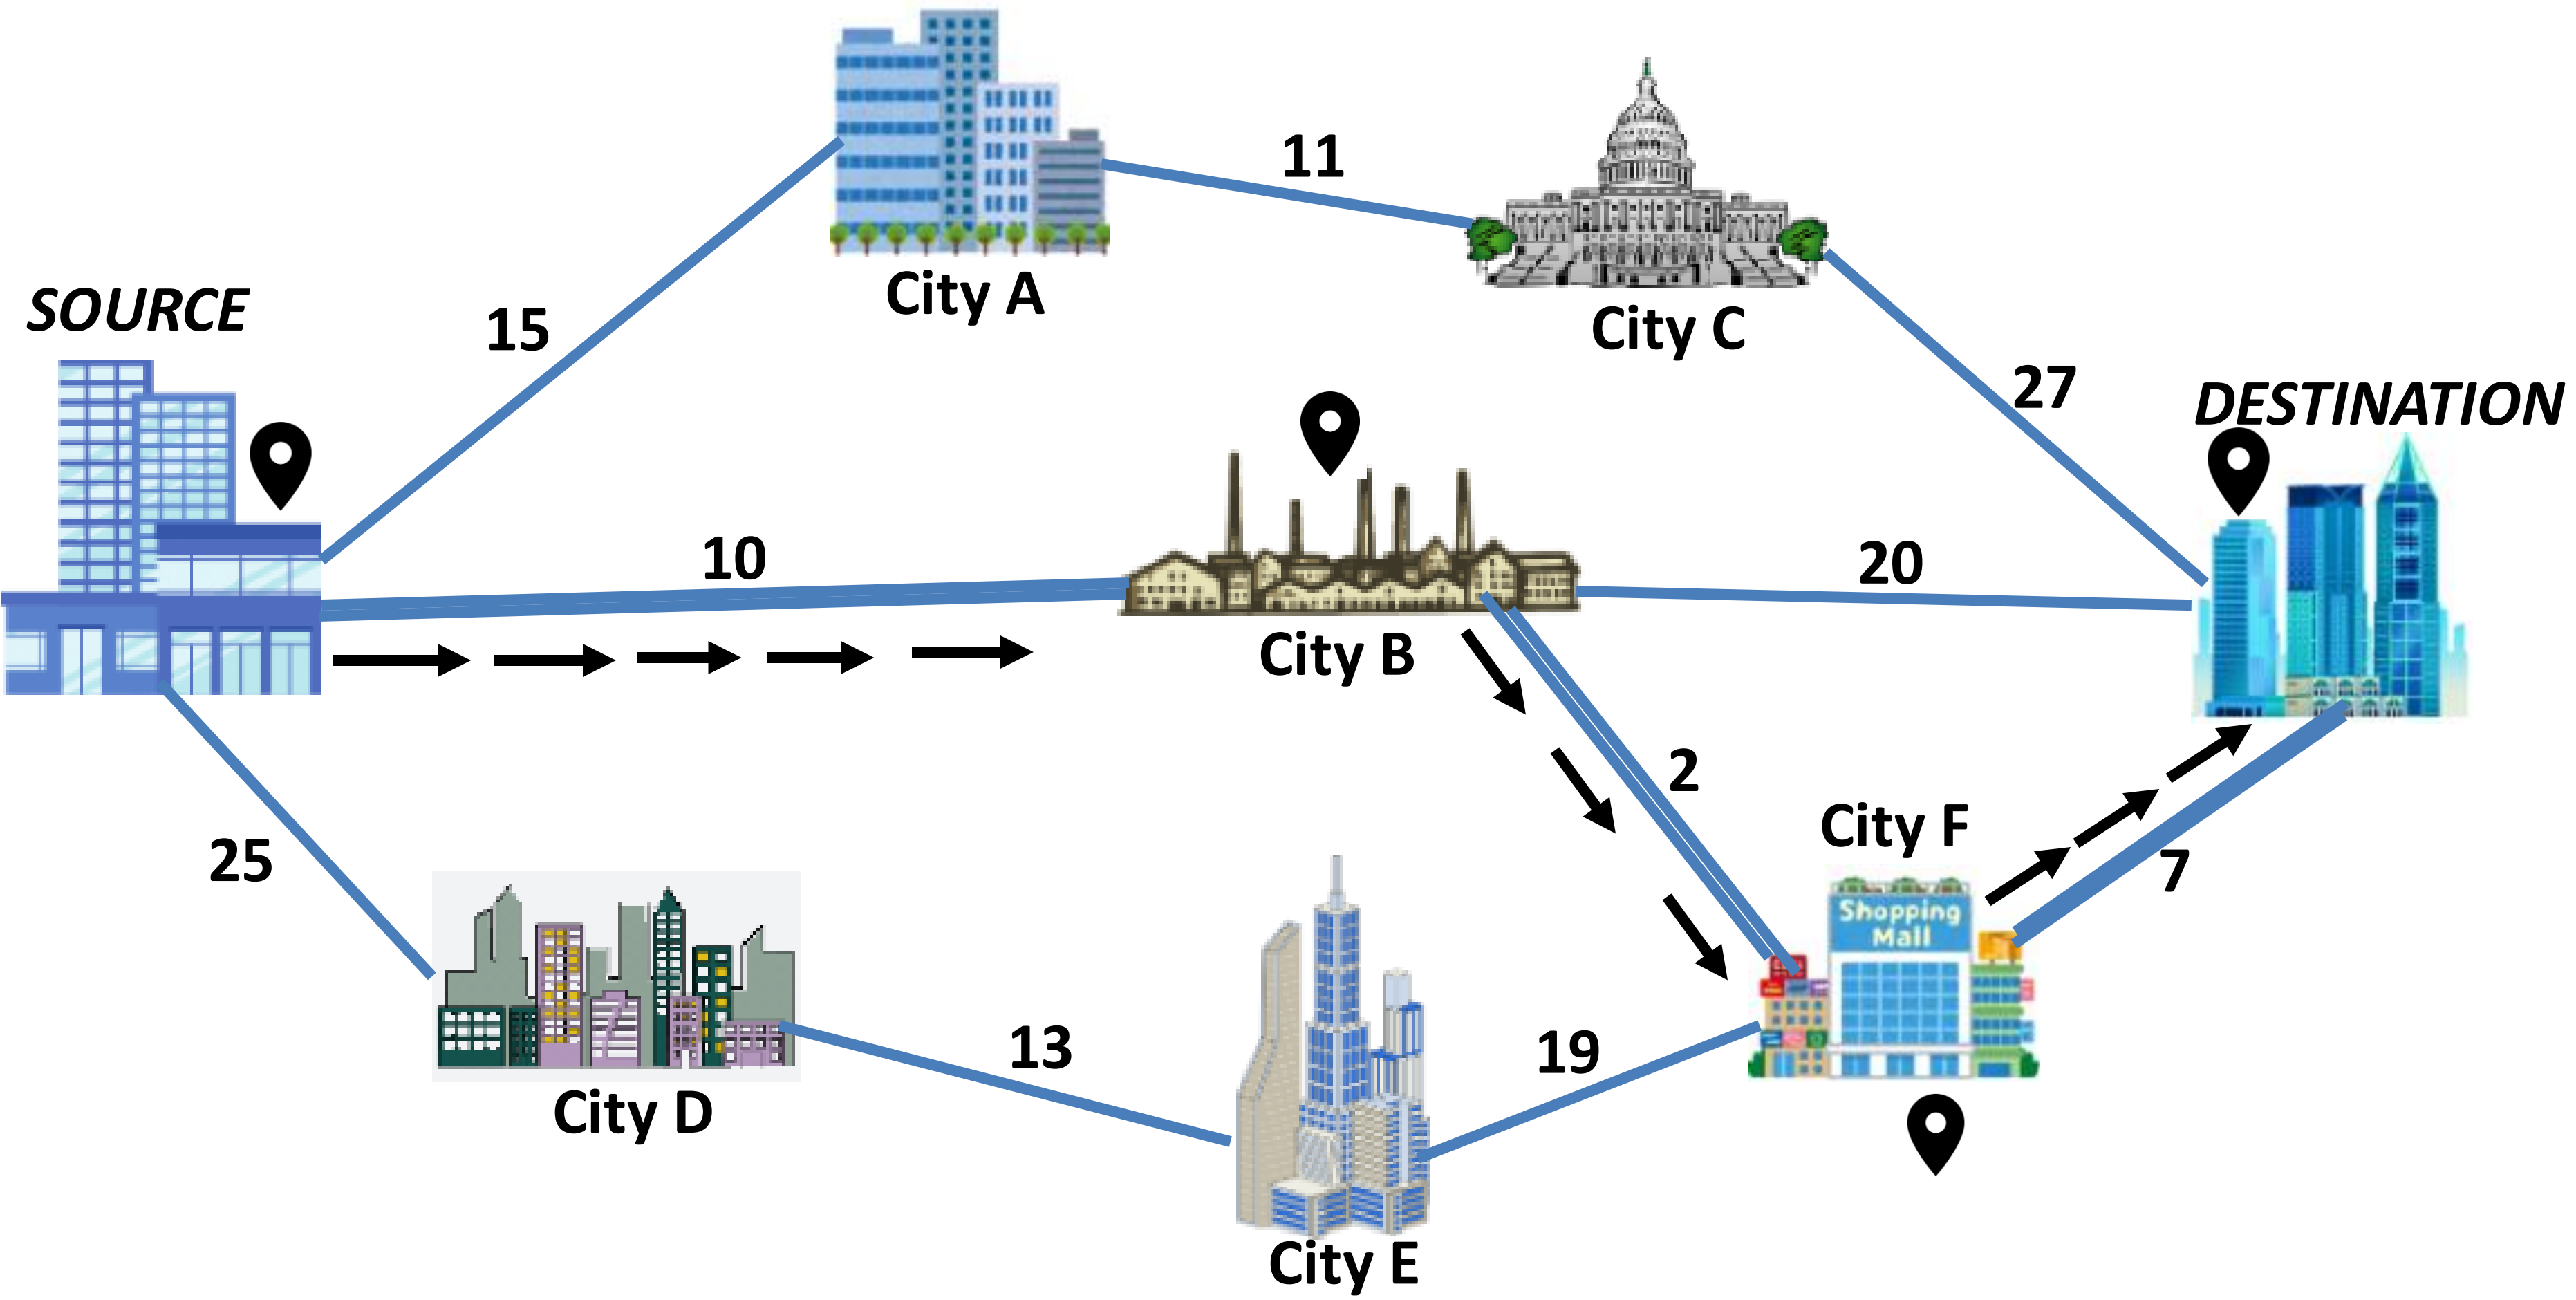 11
City A
City C
SOURCE
15
27
DESTINATION
10
20
City B
2
City F
25
7
Shopping
Mall
13
19
City D
City E